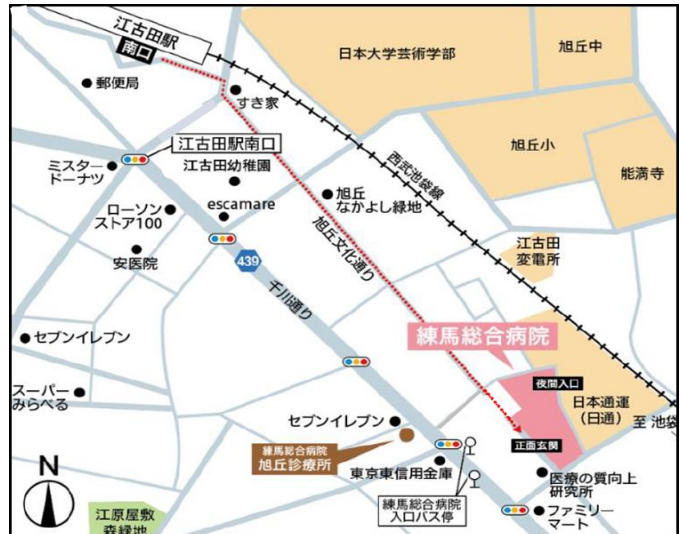 江古田駅
南口
郵便局
すき家
日本大学芸術学部
旭丘中
旭丘小
能満寺
江古田駅南口
ミスター
ドーナツ
江古田幼稚園
西武池袋線
ローソン
ストア100
escamare
旭丘
なかよし緑地
安医院
439
千川通り
旭丘文化通り
江古田
変電所
セブンイレブン
練馬総合病院
スーパー
みらべる
夜間入口
日本通運
(日通)
至 池袋
セブンイレブン
練馬総合病院
旭丘診療所
正面玄関
東京東信用金庫
医療の質向上
研究所
練馬総合病院
入口バス停
ファミリー
マート
N
江原屋敷
森緑地